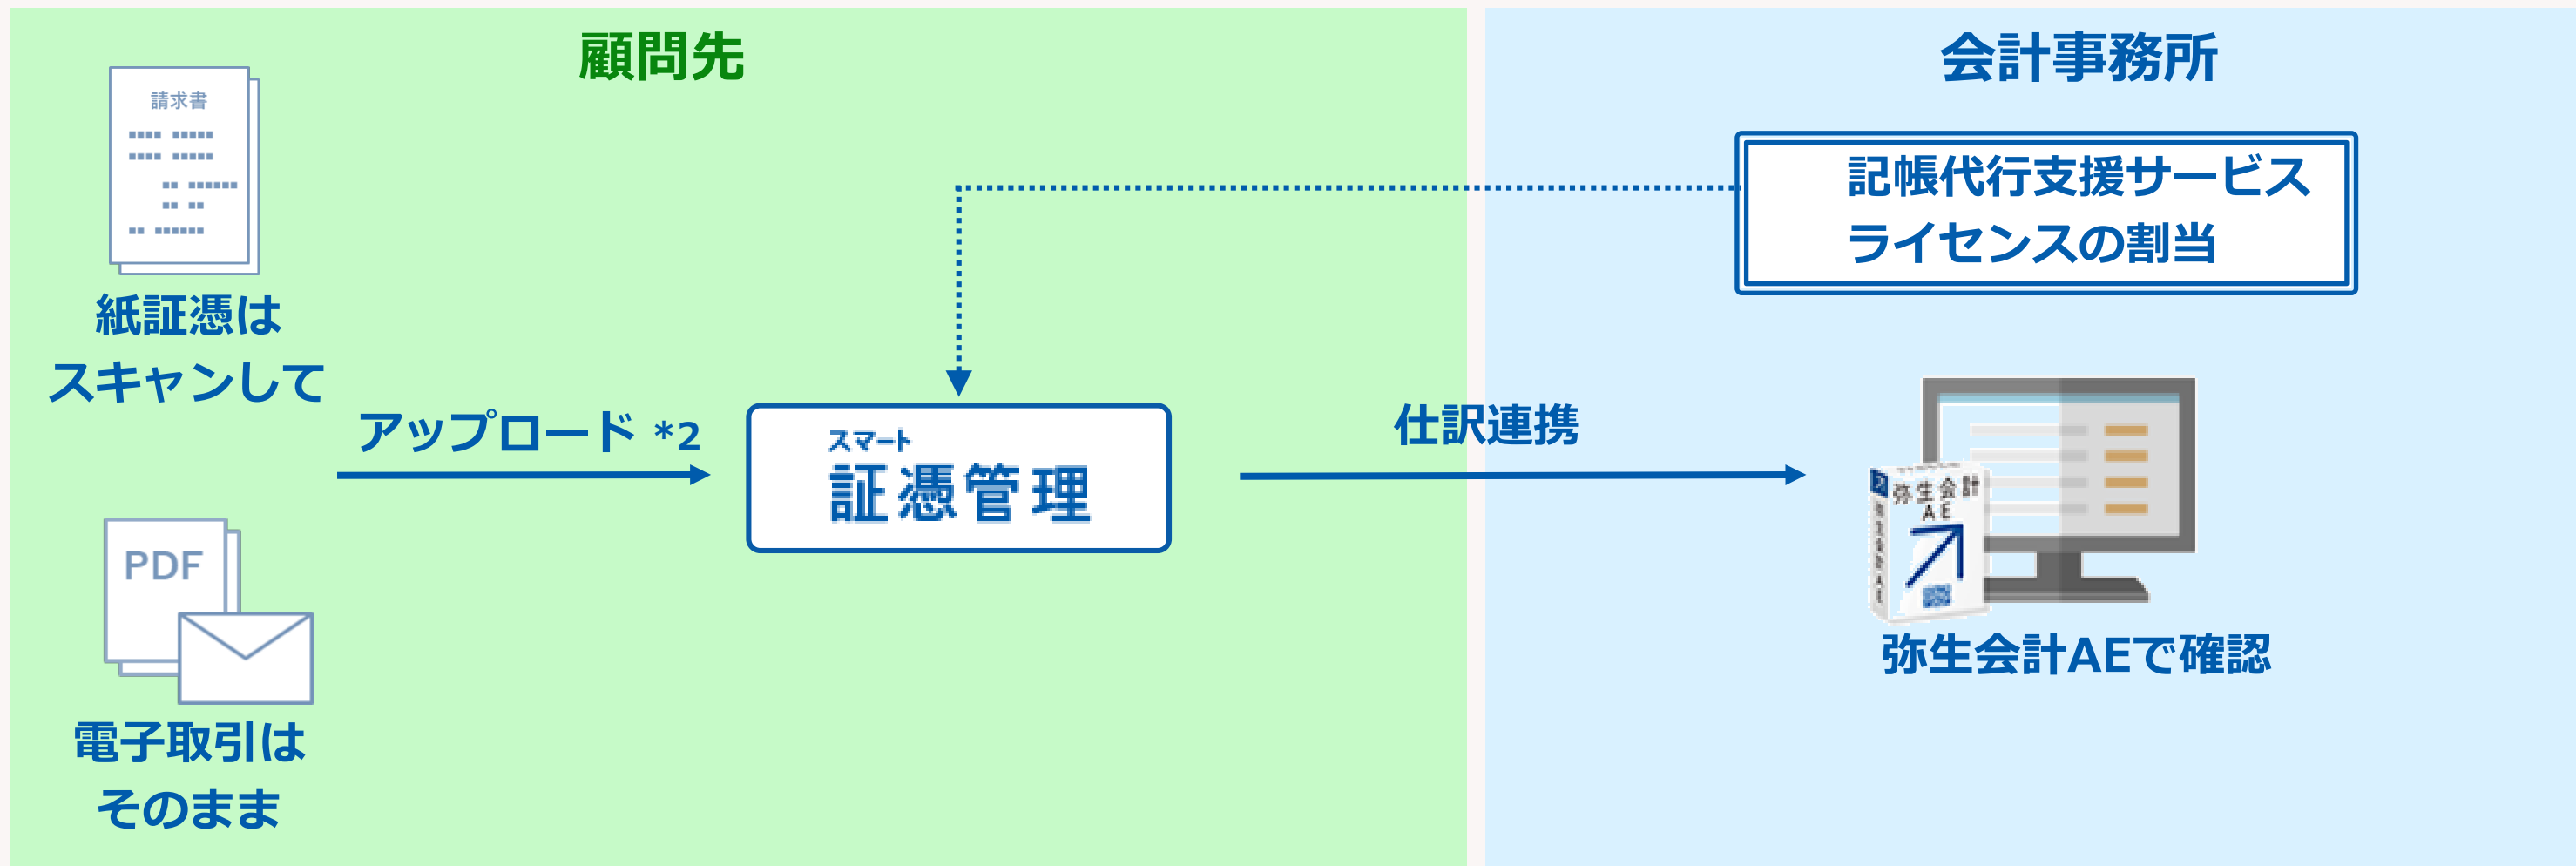 顧問先
会計事務所
請求書
記帳代行支援サービス
ライセンスの割当
紙証憑は
スキャンして
アップロード *2
スマート
証憑管理
仕訳連携
弥生会計
AE
PDF
弥生会計AEで確認
電子取引は
そのまま